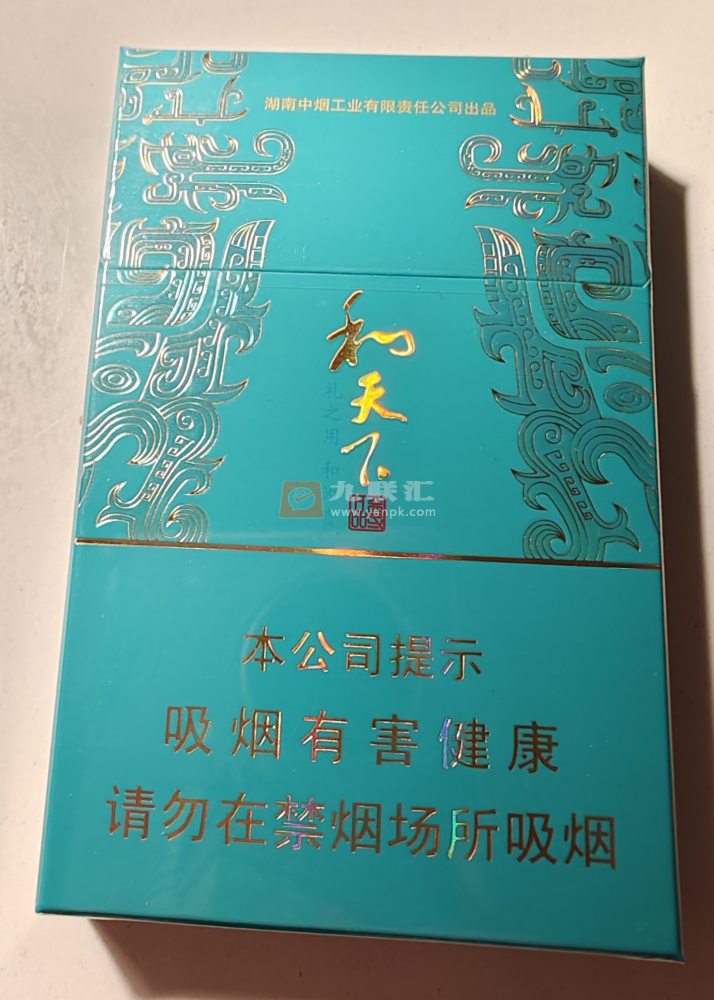 湖南中烟工业有限责任公司出品
和天下
礼之用 和
九联汇
www.yanpk.com
本公司提示
吸烟有害健康
请勿在禁烟场所吸烟